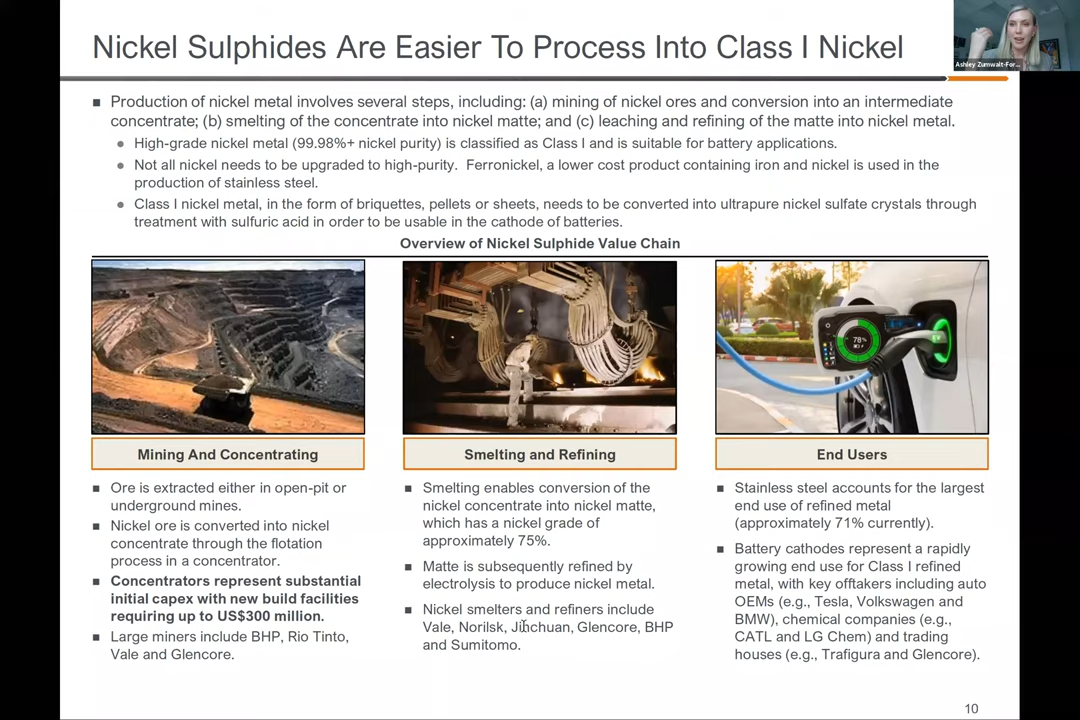 Nickel Sulphides Are Easier To Process Into Class I Nickel
Ashley Zumwalt-For...
■ Production of nickel metal involves several steps, including: (a) mining of nickel ores and conversion into an intermediate
concentrate; (b) smelting of the concentrate into nickel matte; and (c) leaching and refining of the matte into nickel metal.
● High-grade nickel metal (99.98%+ nickel purity) is classified as Class I and is suitable for battery applications.
● Not all nickel needs to be upgraded to high-purity. Ferronickel, a lower cost product containing iron and nickel is used in the
production of stainless steel.
● Class I nickel metal, in the form of briquettes, pellets or sheets, needs to be converted into ultrapure nickel sulfate crystals through
treatment with sulfuric acid in order to be usable in the cathode of batteries.
Overview of Nickel Sulphide Value Chain
78%
Mining And Concentrating
■ Ore is extracted either in open-pit or
underground mines.
■ Nickel ore is converted into nickel
concentrate through the flotation
process in a concentrator.
■ Concentrators represent substantial
initial capex with new build facilities
requiring up to US$300 million.
■ Large miners include BHP, Rio Tinto,
Vale and Glencore.
Smelting and Refining
■ Smelting enables conversion of the
nickel concentrate into nickel matte,
which has a nickel grade of
approximately 75%.
■ Matte is subsequently refined by
electrolysis to produce nickel metal.
■ Nickel smelters and refiners include
Vale, Norilsk, Jinchuan, Glencore, BHP
and Sumitomo.
End Users
■ Stainless steel accounts for the largest
end use of refined metal
(approximately 71% currently).
■ Battery cathodes represent a rapidly
growing end use for Class I refined
metal, with key offtakers including auto
OEMs (e.g., Tesla, Volkswagen and
BMW), chemical companies (e.g.,
CATL and LG Chem) and trading
houses (e.g., Trafigura and Glencore).
10